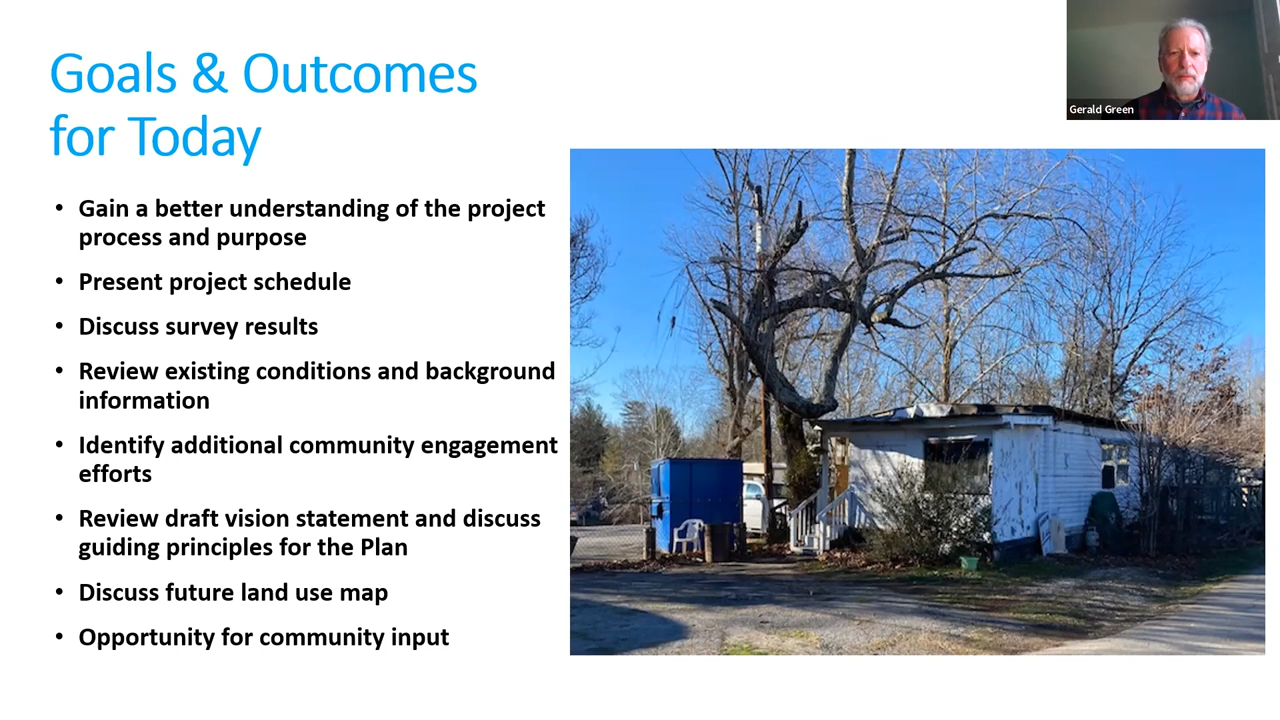 Goals & Outcomes
for Today
Gerald Green
• Gain a better understanding of the project
process and purpose
• Present project schedule
• Discuss survey results
• Review existing conditions and background
information
• Identify additional community engagement
efforts
• Review draft vision statement and discuss
guiding principles for the Plan
• Discuss future land use map
• Opportunity for community input